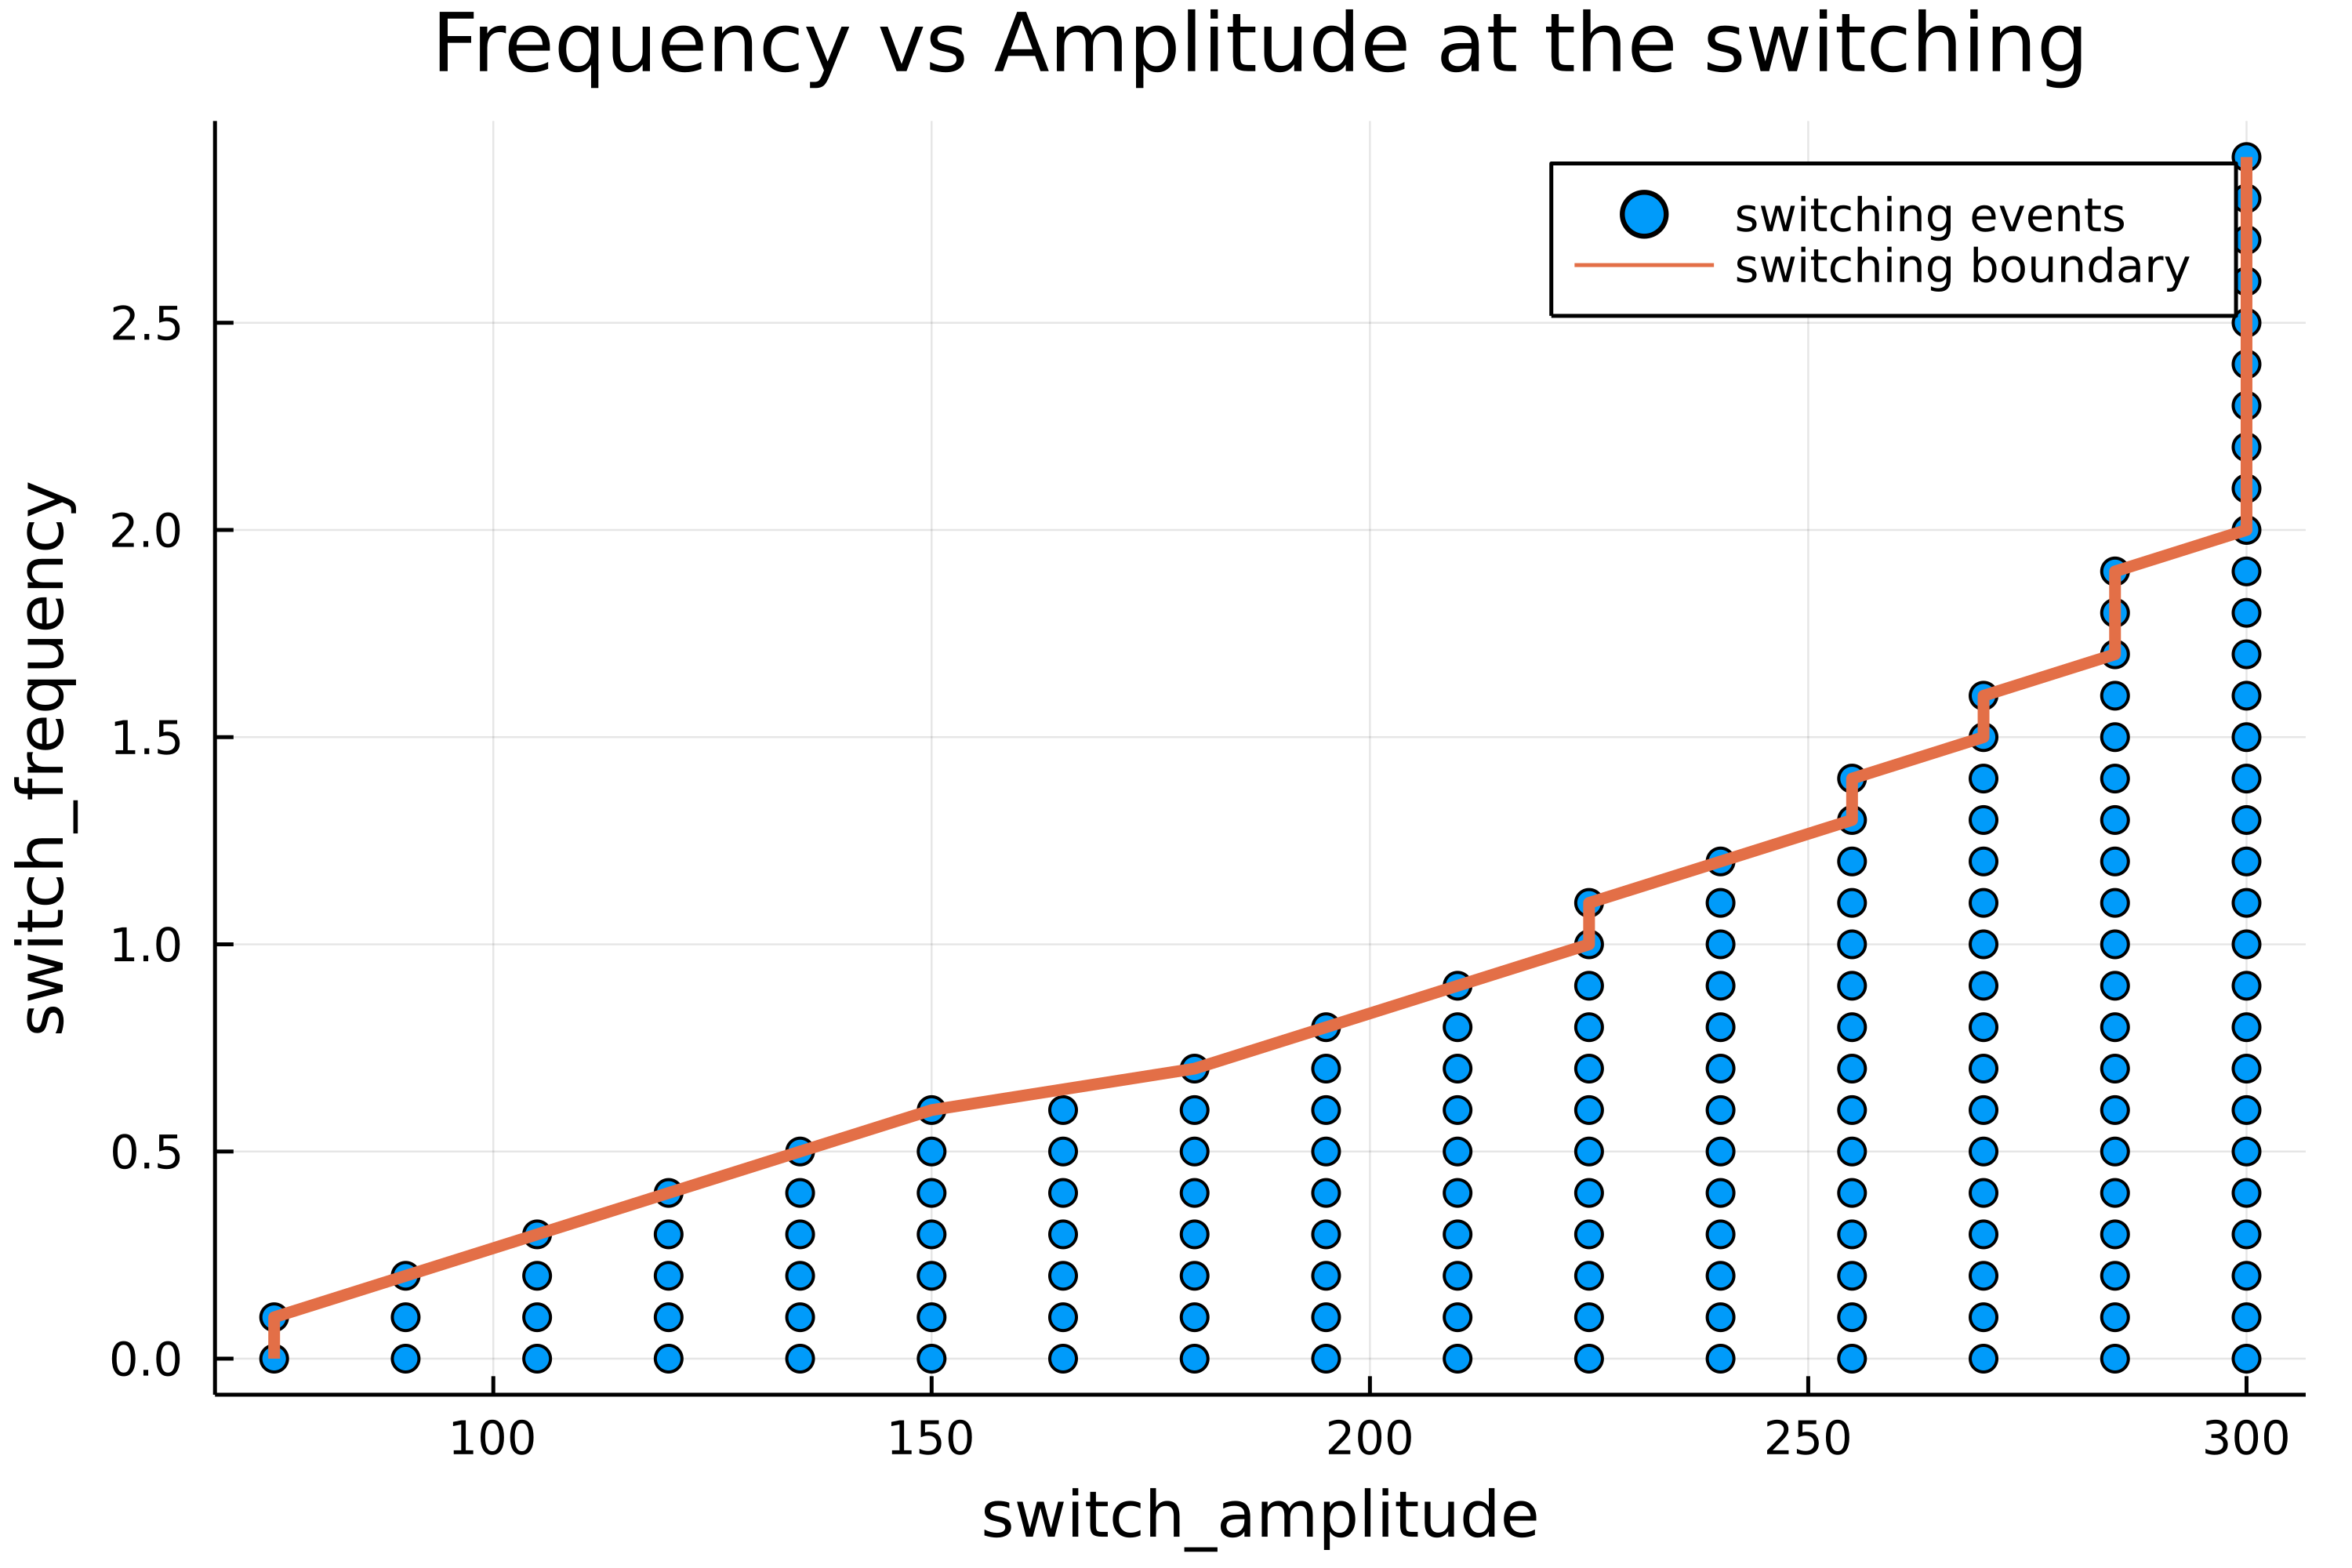 Frequency vs Amplitude at the switching
switching events
switching boundary
switch_frequency
2.5
2.0
1.5
1.0
0.5
0.0
100 150 200 250 300
switch_amplitude